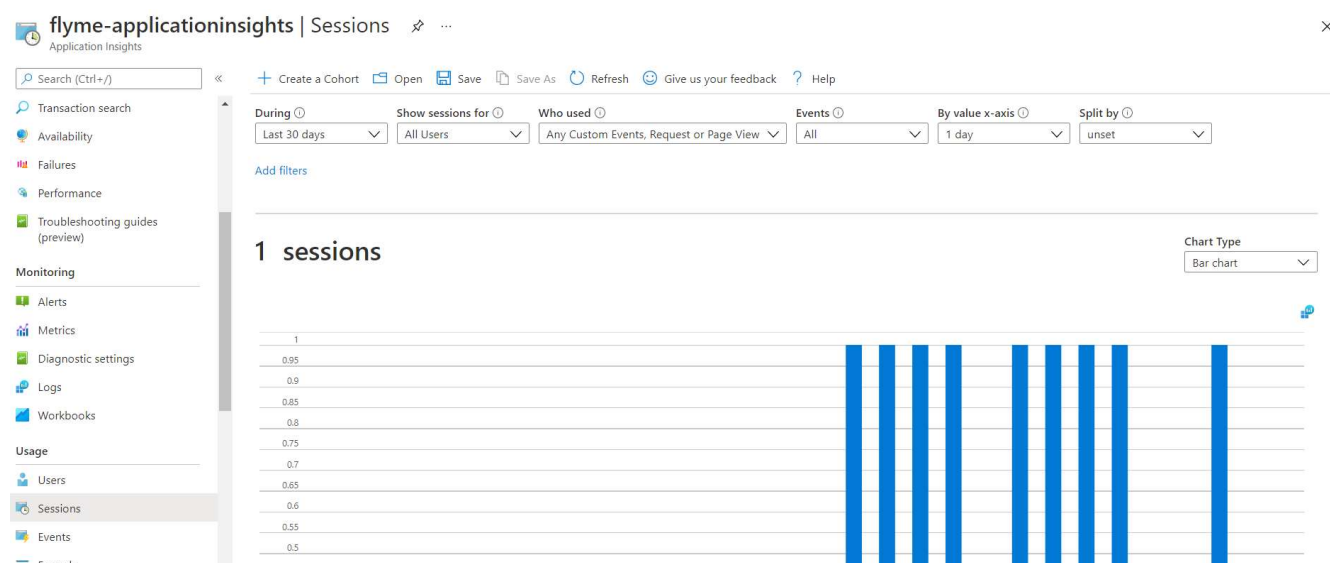 flyme-applicationinsights | Sessions
Application Insights
Search (Ctrl+/)
Transaction search
Availability
Failures
Performance
Troubleshooting guides
(preview)
Monitoring
Alerts
Metrics
Diagnostic settings
Logs
Workbooks
Usage
Users
Sessions
Events
Create a Cohort Open Save Save As Refresh Give us your feedback Help
During Show sessions for Who used Events By value x-axis Split by
Last 30 days All Users Any Custom Events, Request or Page View All 1 day unset
Add filters
1 sessions
Chart Type
Bar chart
1
0.95
0.9
0.85
0.8
0.75
0.7
0.65
0.6
0.55
0.5